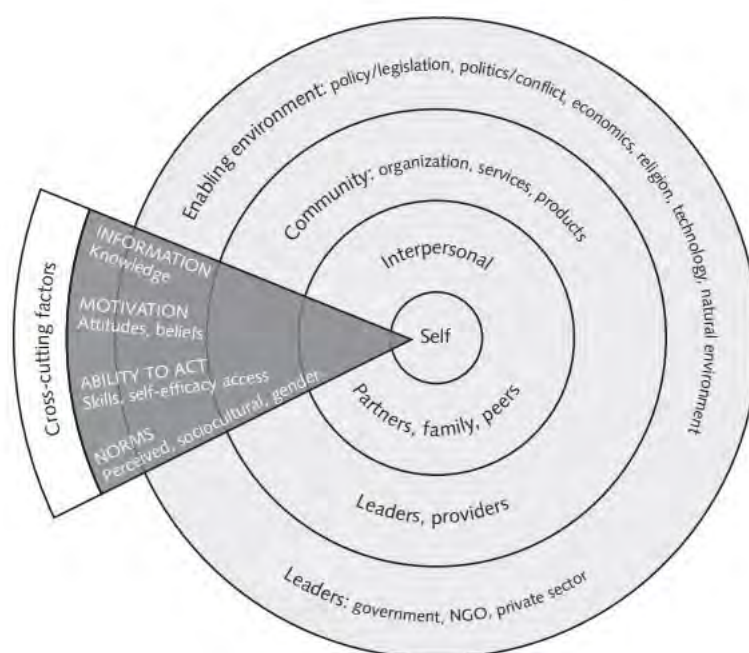 Enabling environment: policy/legislation, politics/conflict, economics, religion, technology, natural environment
Community: organization, services, products
Interpersonal
Self
Partners, family, peers
Leaders, providers
Leaders: government, NGO, private sector
Cross-cutting factors
INFORMATION
Knowledge
MOTIVATION
Attitudes, beliefs
ABILITY TO ACT
Skills, self-efficacy access
NORMS
Perceived, sociocultural, gender